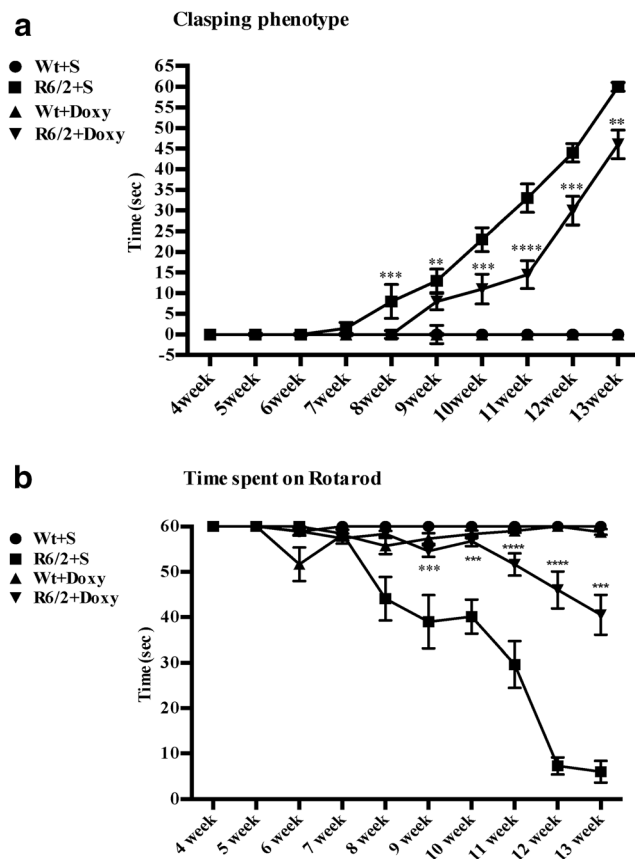 a
Clasping phenotype
Wt+S
R6/2+S
Wt+Doxy
R6/2+Doxy
Time (sec)
65
60
55
50
45
40
35
30
25
20
15
10
5
0
-5
***
**
***
****
***
**
4week
5week
6week
7week
8week
9week
10week
11week
12week
13week
b
Time spent on Rotarod
Wt+S
R6/2+S
Wt+Doxy
R6/2+Doxy
Time (sec)
60
50
40
30
20
10
0
***
***
****
****
***
4 week
5 week
6 week
7 week
8 week
9 week
10 week
11 week
12 week
13 week